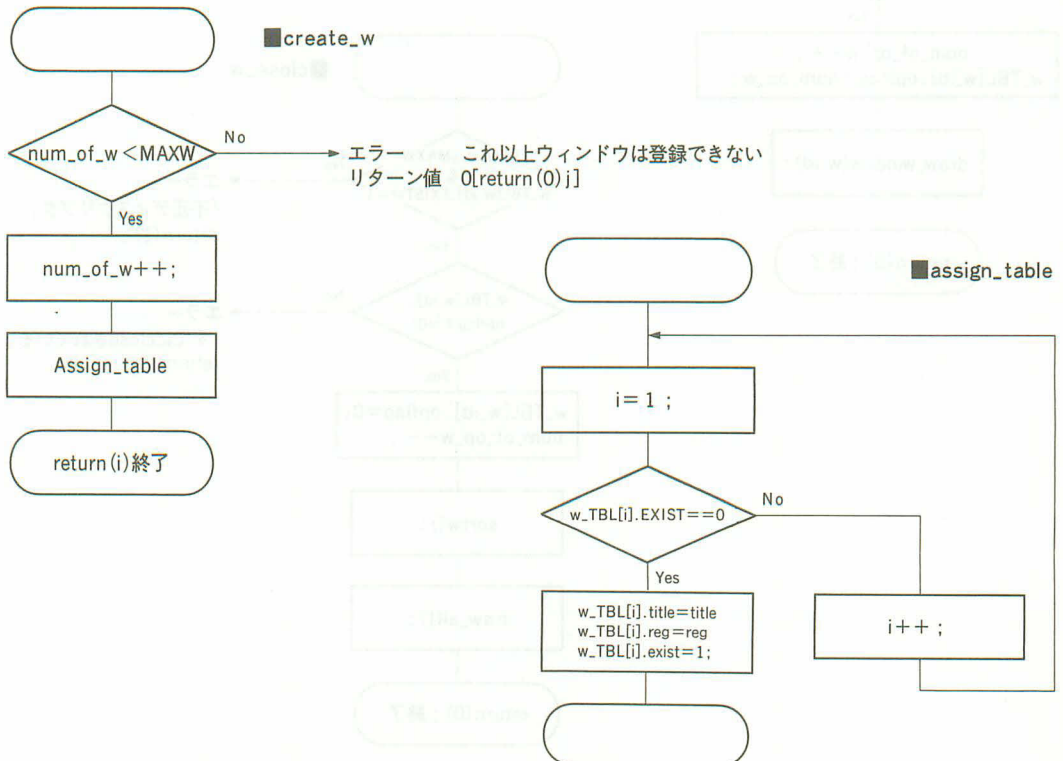 ■create_w
num_of_w<MAXW
No
エラー　これ以上ウィンドウは登録できない
リターン値　0[return(0)j]
Yes
num_of_w++;
Assign_table
return(i)終了
■assign_table
i=1;
w_TBL[i].EXIST==0
No
Yes
w_TBL[i].title=title
w_TBL[i].reg=reg
w_TBL[i].exist=1;
i++;